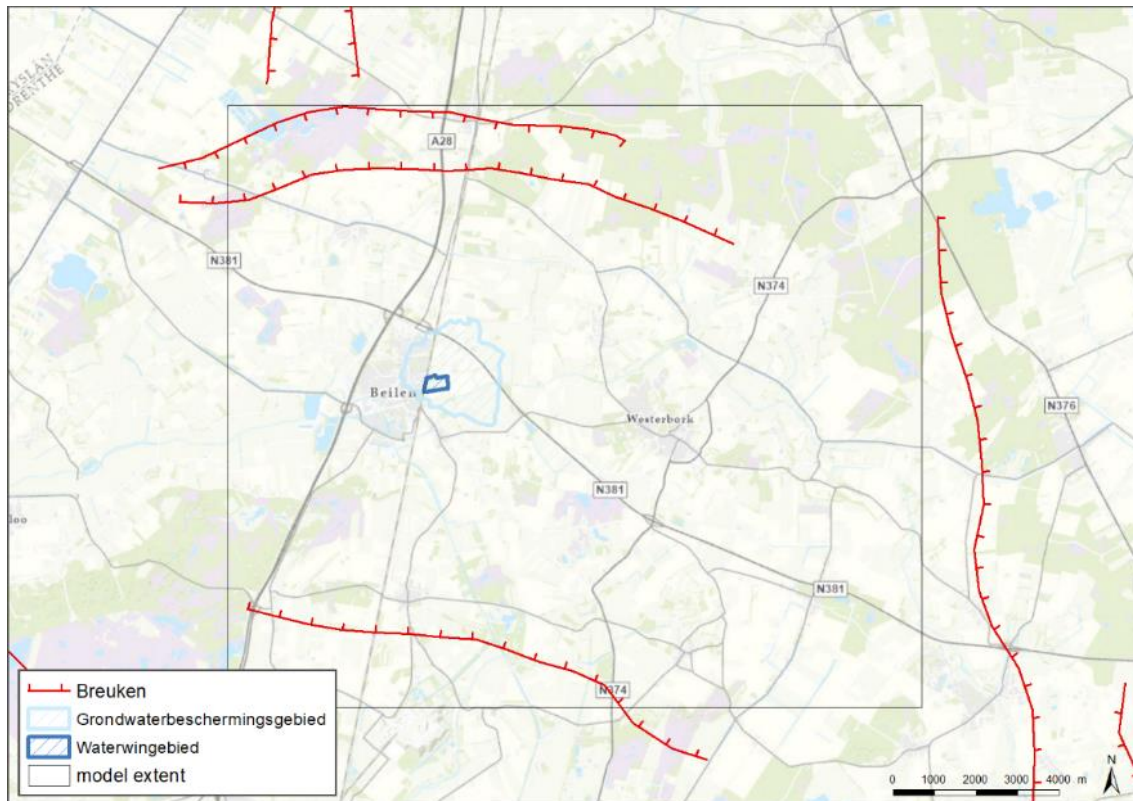 YSLÂN
DRENTHE
A28
N381
N374
Beilen
Westerbork
N376
N381
loo
N381
N374
Breuken
Grondwaterbeschermingsgebied
Waterwingebied
model extent
N
0 1000 2000 3000 4000 m